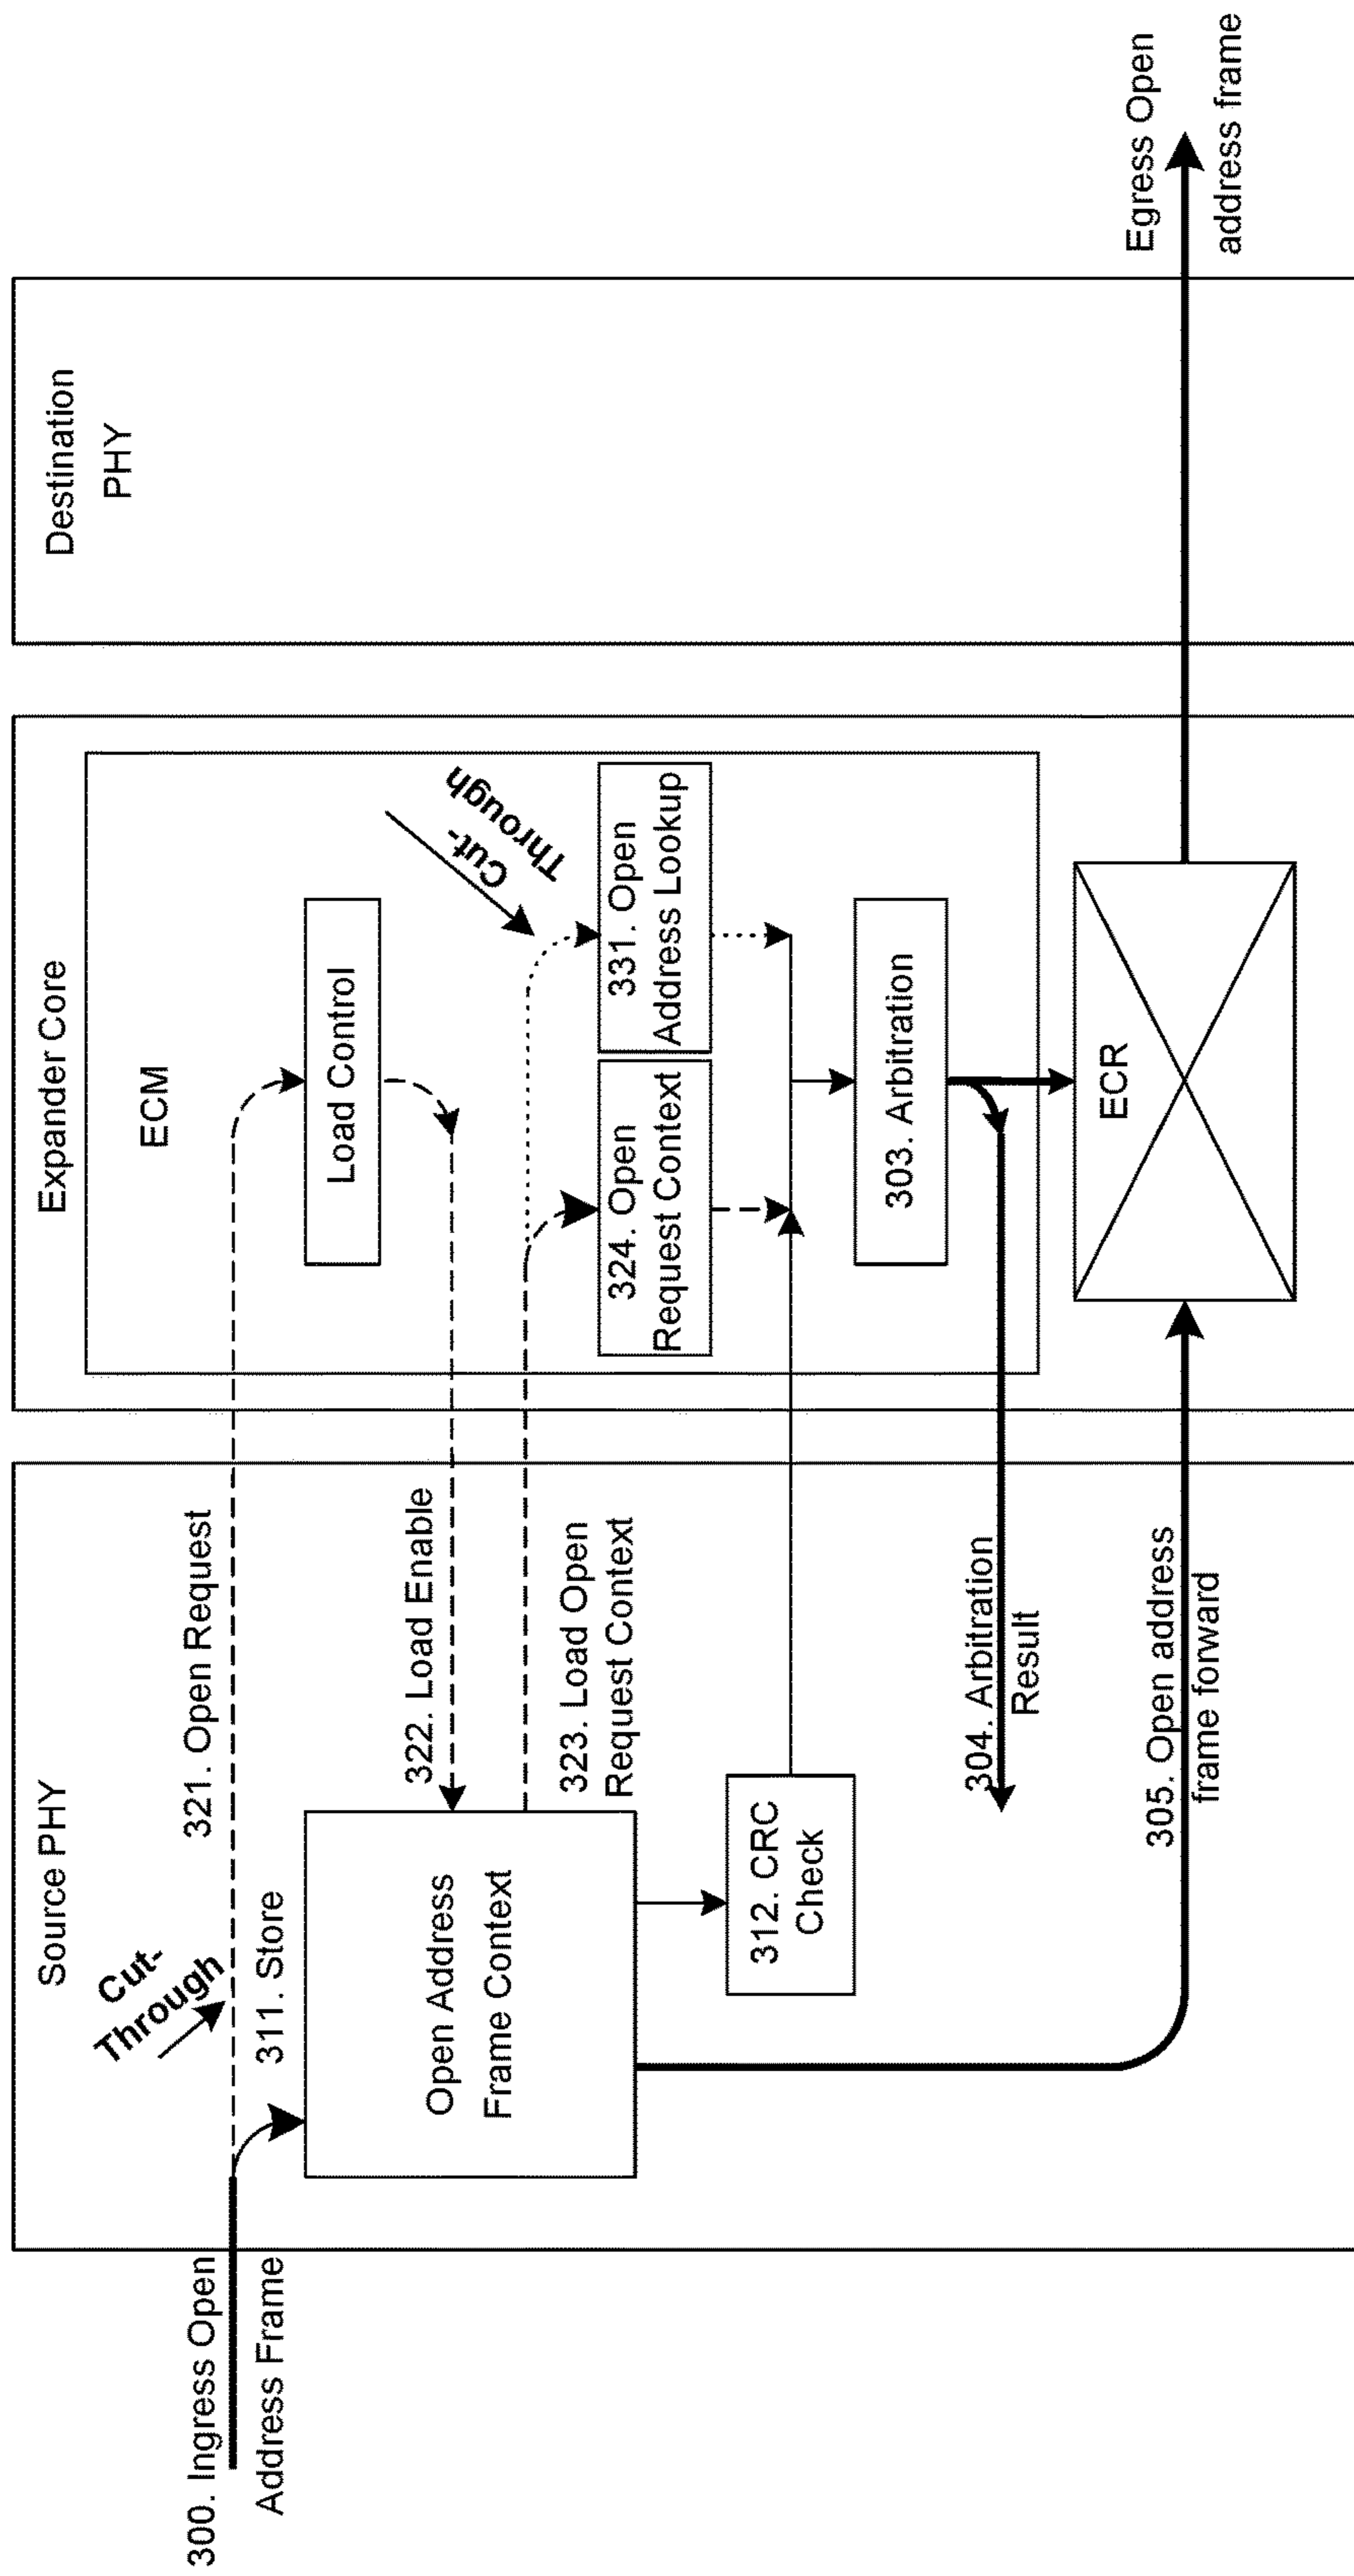 300. Ingress Open
Address Frame
Source PHY
Cut-
Through
321. Open Request
311. Store
Open Address
Frame Context
322. Load Enable
323. Load Open
Request Context
312. CRC
Check
304. Arbitration
Result
305. Open address
frame forward
Expander Core
ECM
Load Control
Cut-
Through
324. Open
Request Context
331. Open
Address Lookup
303. Arbitration
ECR
Destination
PHY
Egress Open
address frame